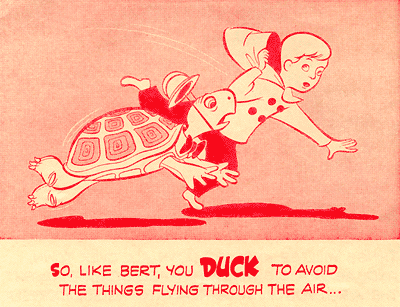 SO, LIKE BERT, YOU DUCK TO AVOID
THE THINGS FLYING THROUGH THE AIR...